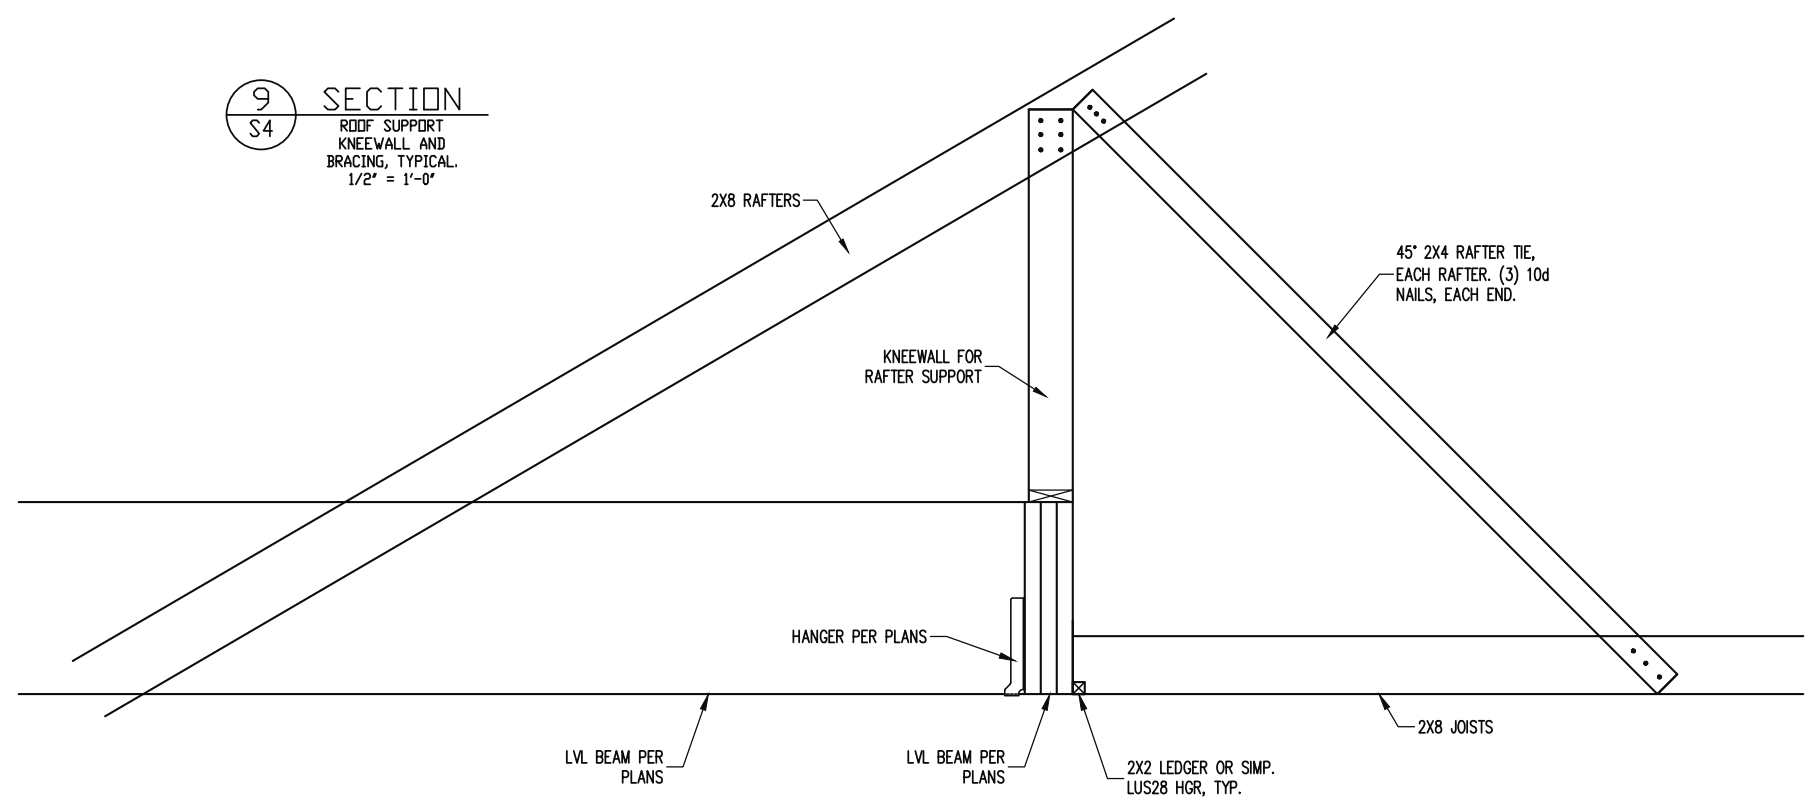 9
S4
SECTION
ROOF SUPPORT
KNEEWALL AND
BRACING, TYPICAL.
1/2" = 1'-0"
2X8 RAFTERS
45° 2X4 RAFTER TIE,
EACH RAFTER. (3) 10d
NAILS, EACH END.
KNEEWALL FOR
RAFTER SUPPORT
HANGER PER PLANS
2X8 JOISTS
LVL BEAM PER
PLANS
LVL BEAM PER
PLANS
2X2 LEDGER OR SIMP.
LUS28 HGR, TYP.